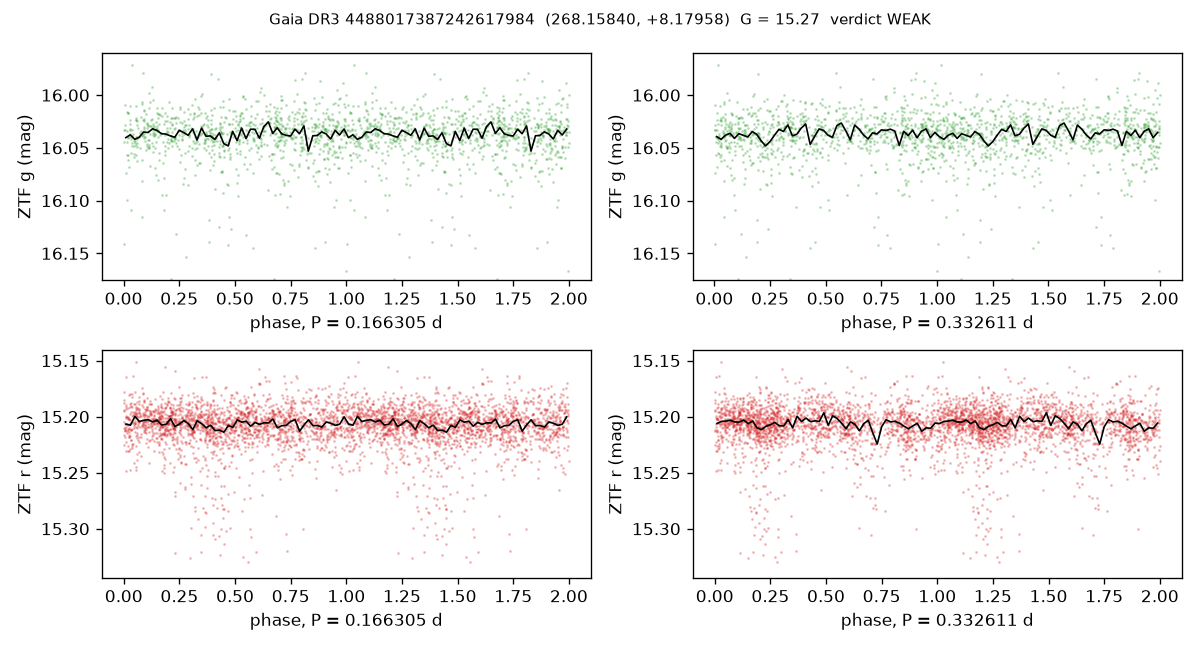 Gaia DR3 4488017387242617984 (268.15840, +8.17958) G = 15.27 verdict WEAK
ZTF g (mag)
16.00
16.05
16.10
16.15
0.00 0.25 0.50 0.75 1.00 1.25 1.50 1.75 2.00
phase, P = 0.166305 d
ZTF g (mag)
16.00
16.05
16.10
16.15
0.00 0.25 0.50 0.75 1.00 1.25 1.50 1.75 2.00
phase, P = 0.332611 d
ZTF r (mag)
15.15
15.20
15.25
15.30
0.00 0.25 0.50 0.75 1.00 1.25 1.50 1.75 2.00
phase, P = 0.166305 d
ZTF r (mag)
15.15
15.20
15.25
15.30
0.00 0.25 0.50 0.75 1.00 1.25 1.50 1.75 2.00
phase, P = 0.332611 d